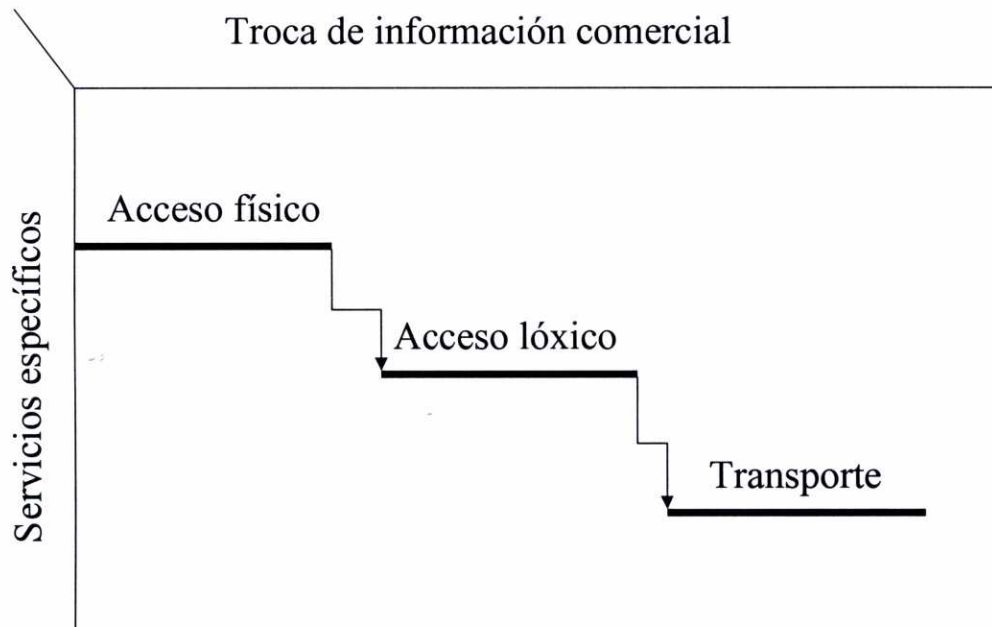 Troca de información comercial
Servicios específicos
Acceso físico
Acceso lóxico
Transporte